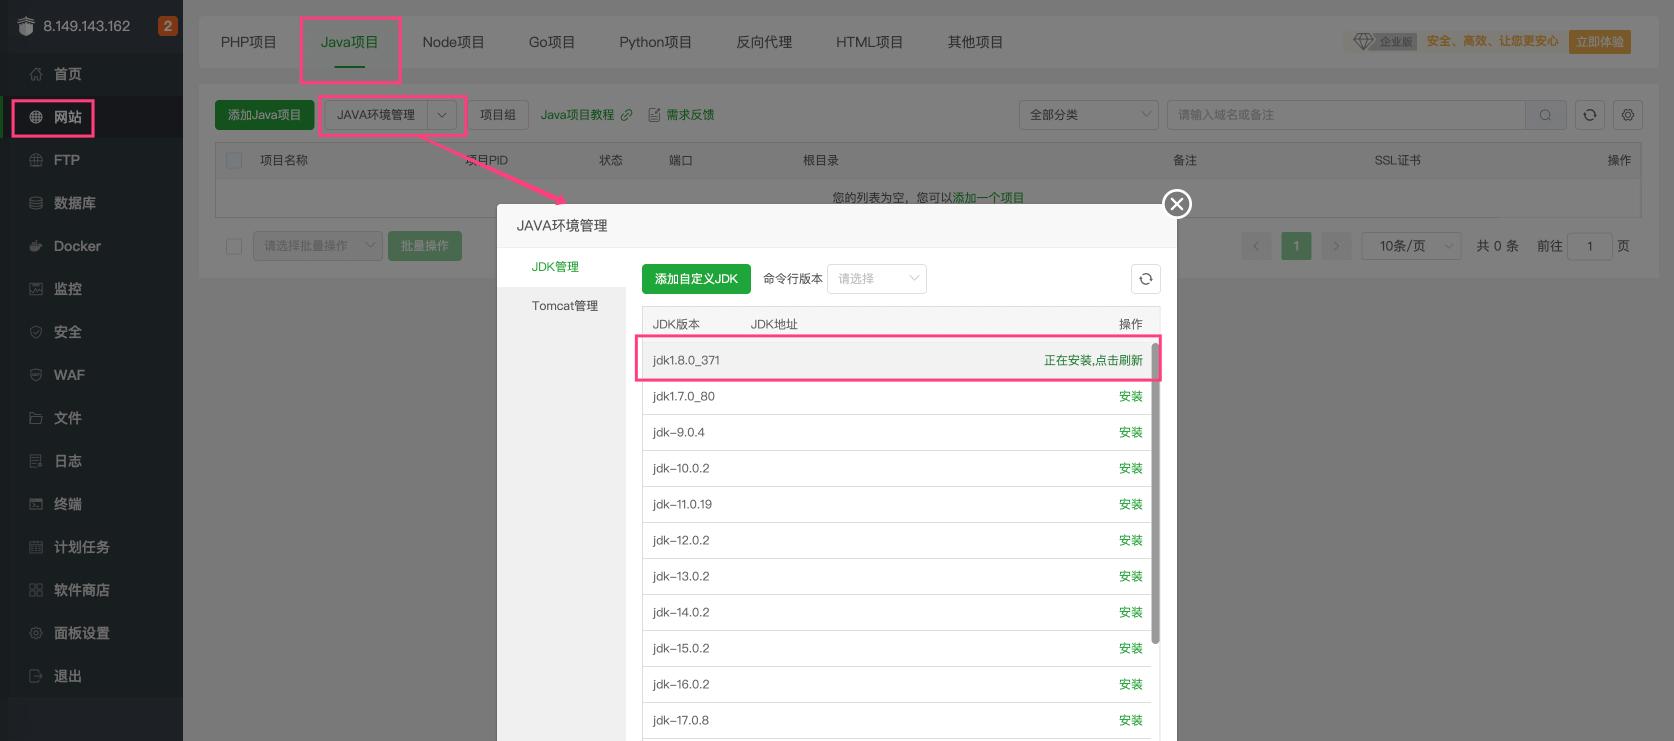 8.149.143.162 2
首页
网站
FTP
数据库
Docker
监控
安全
WAF
文件
日志
终端
计划任务
软件商店
面板设置
退出
PHP项目 Java项目 Node项目 Go项目 Python项目 反向代理 HTML项目 其他项目
企业版 安全、高效、让您更安心 立即体验
添加Java项目 JAVA环境管理 项目组 Java项目教程 需求反馈 全部分类 请输入域名或备注
项目名称 项目PID 状态 端口 根目录 备注 SSL证书 操作
您的列表为空，您可以添加一个项目
请选择批量操作 批量操作 1 10条/页 共 0 条 前往 1 页
JAVA环境管理
JDK管理
Tomcat管理
添加自定义JDK 命令行版本 请选择
JDK版本 JDK地址 操作
jdk1.8.0_371 正在安装,点击刷新
jdk1.7.0_80 安装
jdk-9.0.4 安装
jdk-10.0.2 安装
jdk-11.0.19 安装
jdk-12.0.2 安装
jdk-13.0.2 安装
jdk-14.0.2 安装
jdk-15.0.2 安装
jdk-16.0.2 安装
jdk-17.0.8 安装